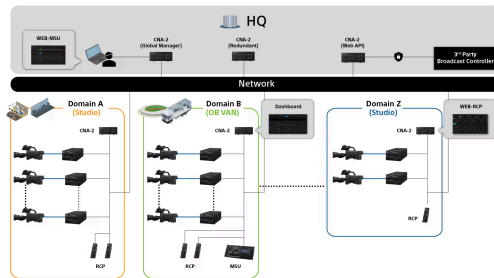 HQ
WEB-MSU
CNA-2
(Global Manager)
CNA-2
(Redundant)
CNA-2
(Web API)
3rd Party
Broadcast Controller
Network
Domain A
(Studio)
CNA-2
RCP
Domain B
(OB VAN)
CNA-2
RCP
MSU
Dashboard
Domain Z
(Studio)
CNA-2
RCP
WEB-RCP